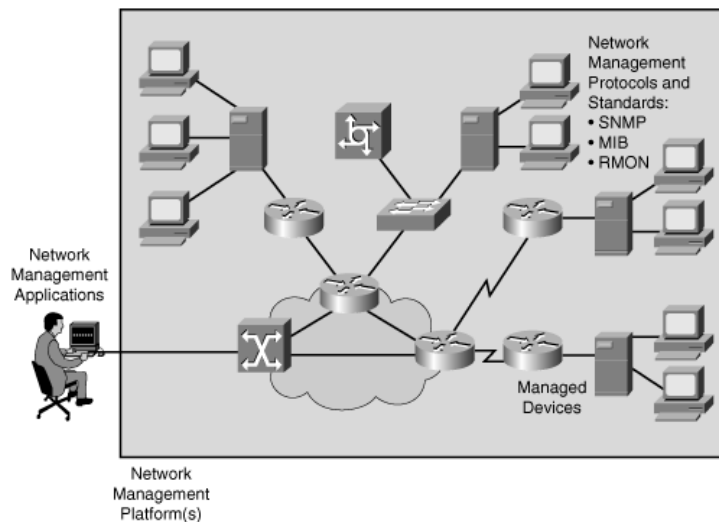 Network
Management
Protocols and
Standards:
• SNMP
• MIB
• RMON
Network
Management
Applications
Managed
Devices
Network
Management
Platform(s)